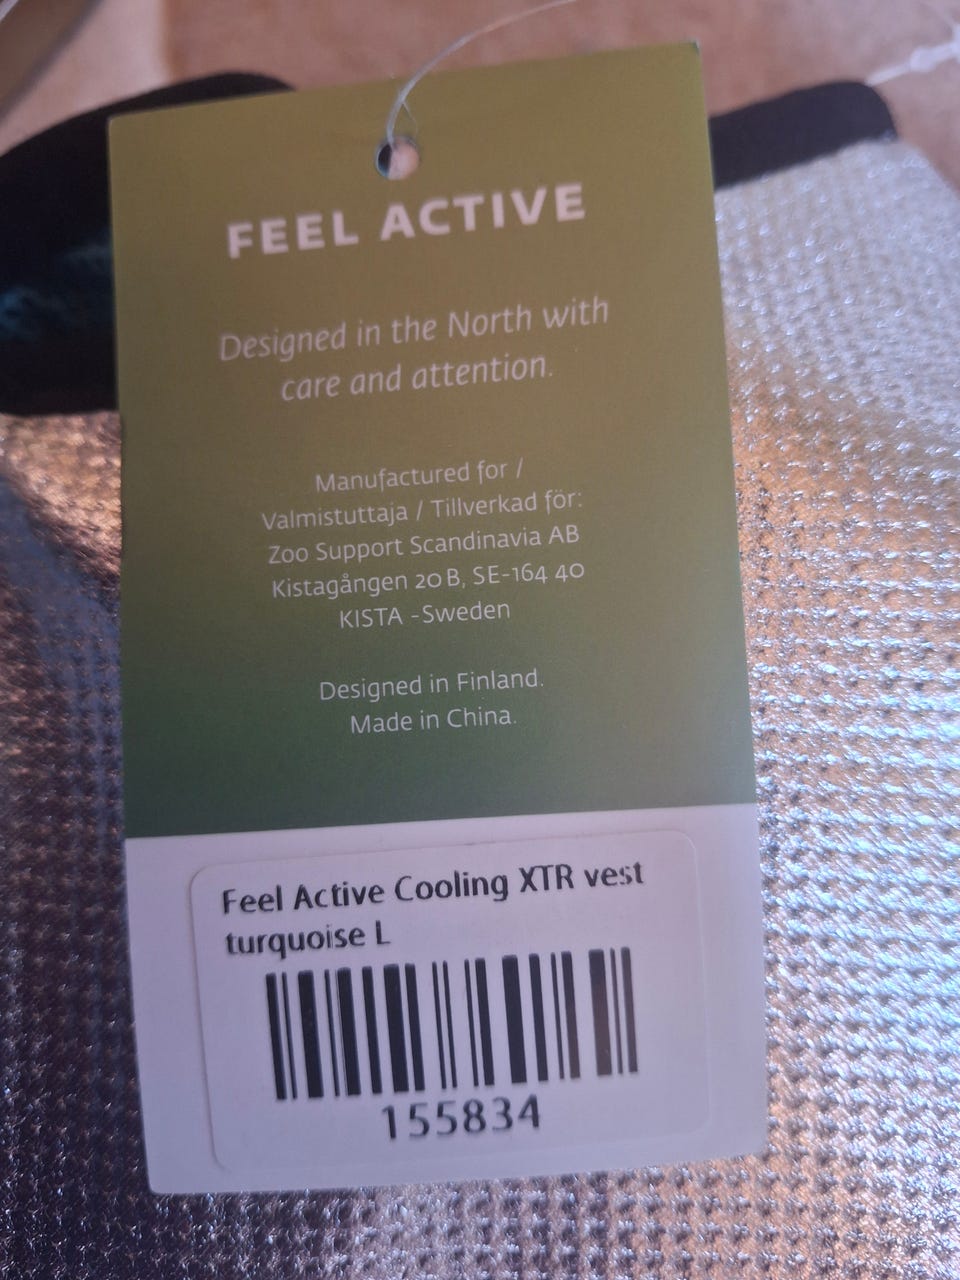 FEEL ACTIVE
Designed in the North with
care and attention.
Manufactured for /
Valmistuttaja / Tillverkad för:
Zoo Support Scandinavia AB
Kistagången 20 B, SE-164 40
KISTA -Sweden
Designed in Finland.
Made in China.
Feel Active Cooling XTR vest
turquoise L
155834